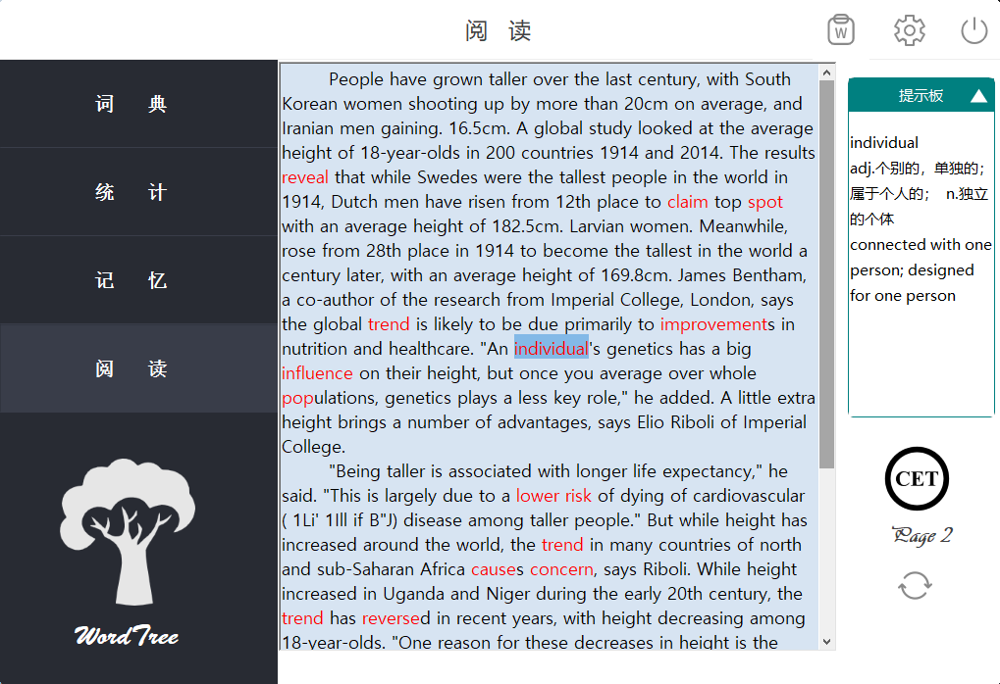 阅 读
W
词 典
统 计
记 忆
阅 读
WordTree
People have grown taller over the last century, with South
Korean women shooting up by more than 20cm on average, and
Iranian men gaining. 16.5cm. A global study looked at the average
height of 18-year-olds in 200 countries 1914 and 2014. The results
reveal that while Swedes were the tallest people in the world in
1914, Dutch men have risen from 12th place to claim top spot
with an average height of 182.5cm. Larvian women. Meanwhile,
rose from 28th place in 1914 to become the tallest in the world a
century later, with an average height of 169.8cm. James Bentham,
a co-author of the research from Imperial College, London, says
the global trend is likely to be due primarily to improvements in
nutrition and healthcare. "An individual's genetics has a big
influence on their height, but once you average over whole
populations, genetics plays a less key role," he added. A little extra
height brings a number of advantages, says Elio Riboli of Imperial
College.
"Being taller is associated with longer life expectancy," he
said. "This is largely due to a lower risk of dying of cardiovascular
( 1Li' 1Ill if B"J) disease among taller people." But while height has
increased around the world, the trend in many countries of north
and sub-Saharan Africa causes concern, says Riboli. While height
increased in Uganda and Niger during the early 20th century, the
trend has reversed in recent years, with height decreasing among
18-year-olds. "One reason for these decreases in height is the
提示板
individual
adj.个别的，单独的；
属于个人的； n.独立
的个体
connected with one
person; designed
for one person
CET
Page 2